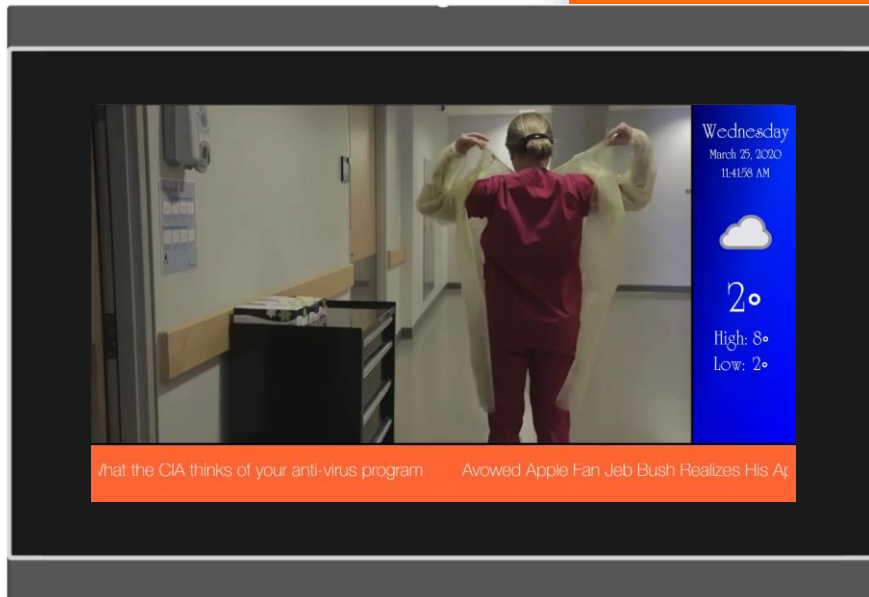 Wednesday
March 25, 2020
11:41:58 AM
2°
High: 8°
Low: 2°
What the CIA thinks of your anti-virus program
Avowed Apple Fan Jeb Bush Realizes His Ap